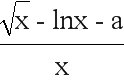 √x - lnx - a
x